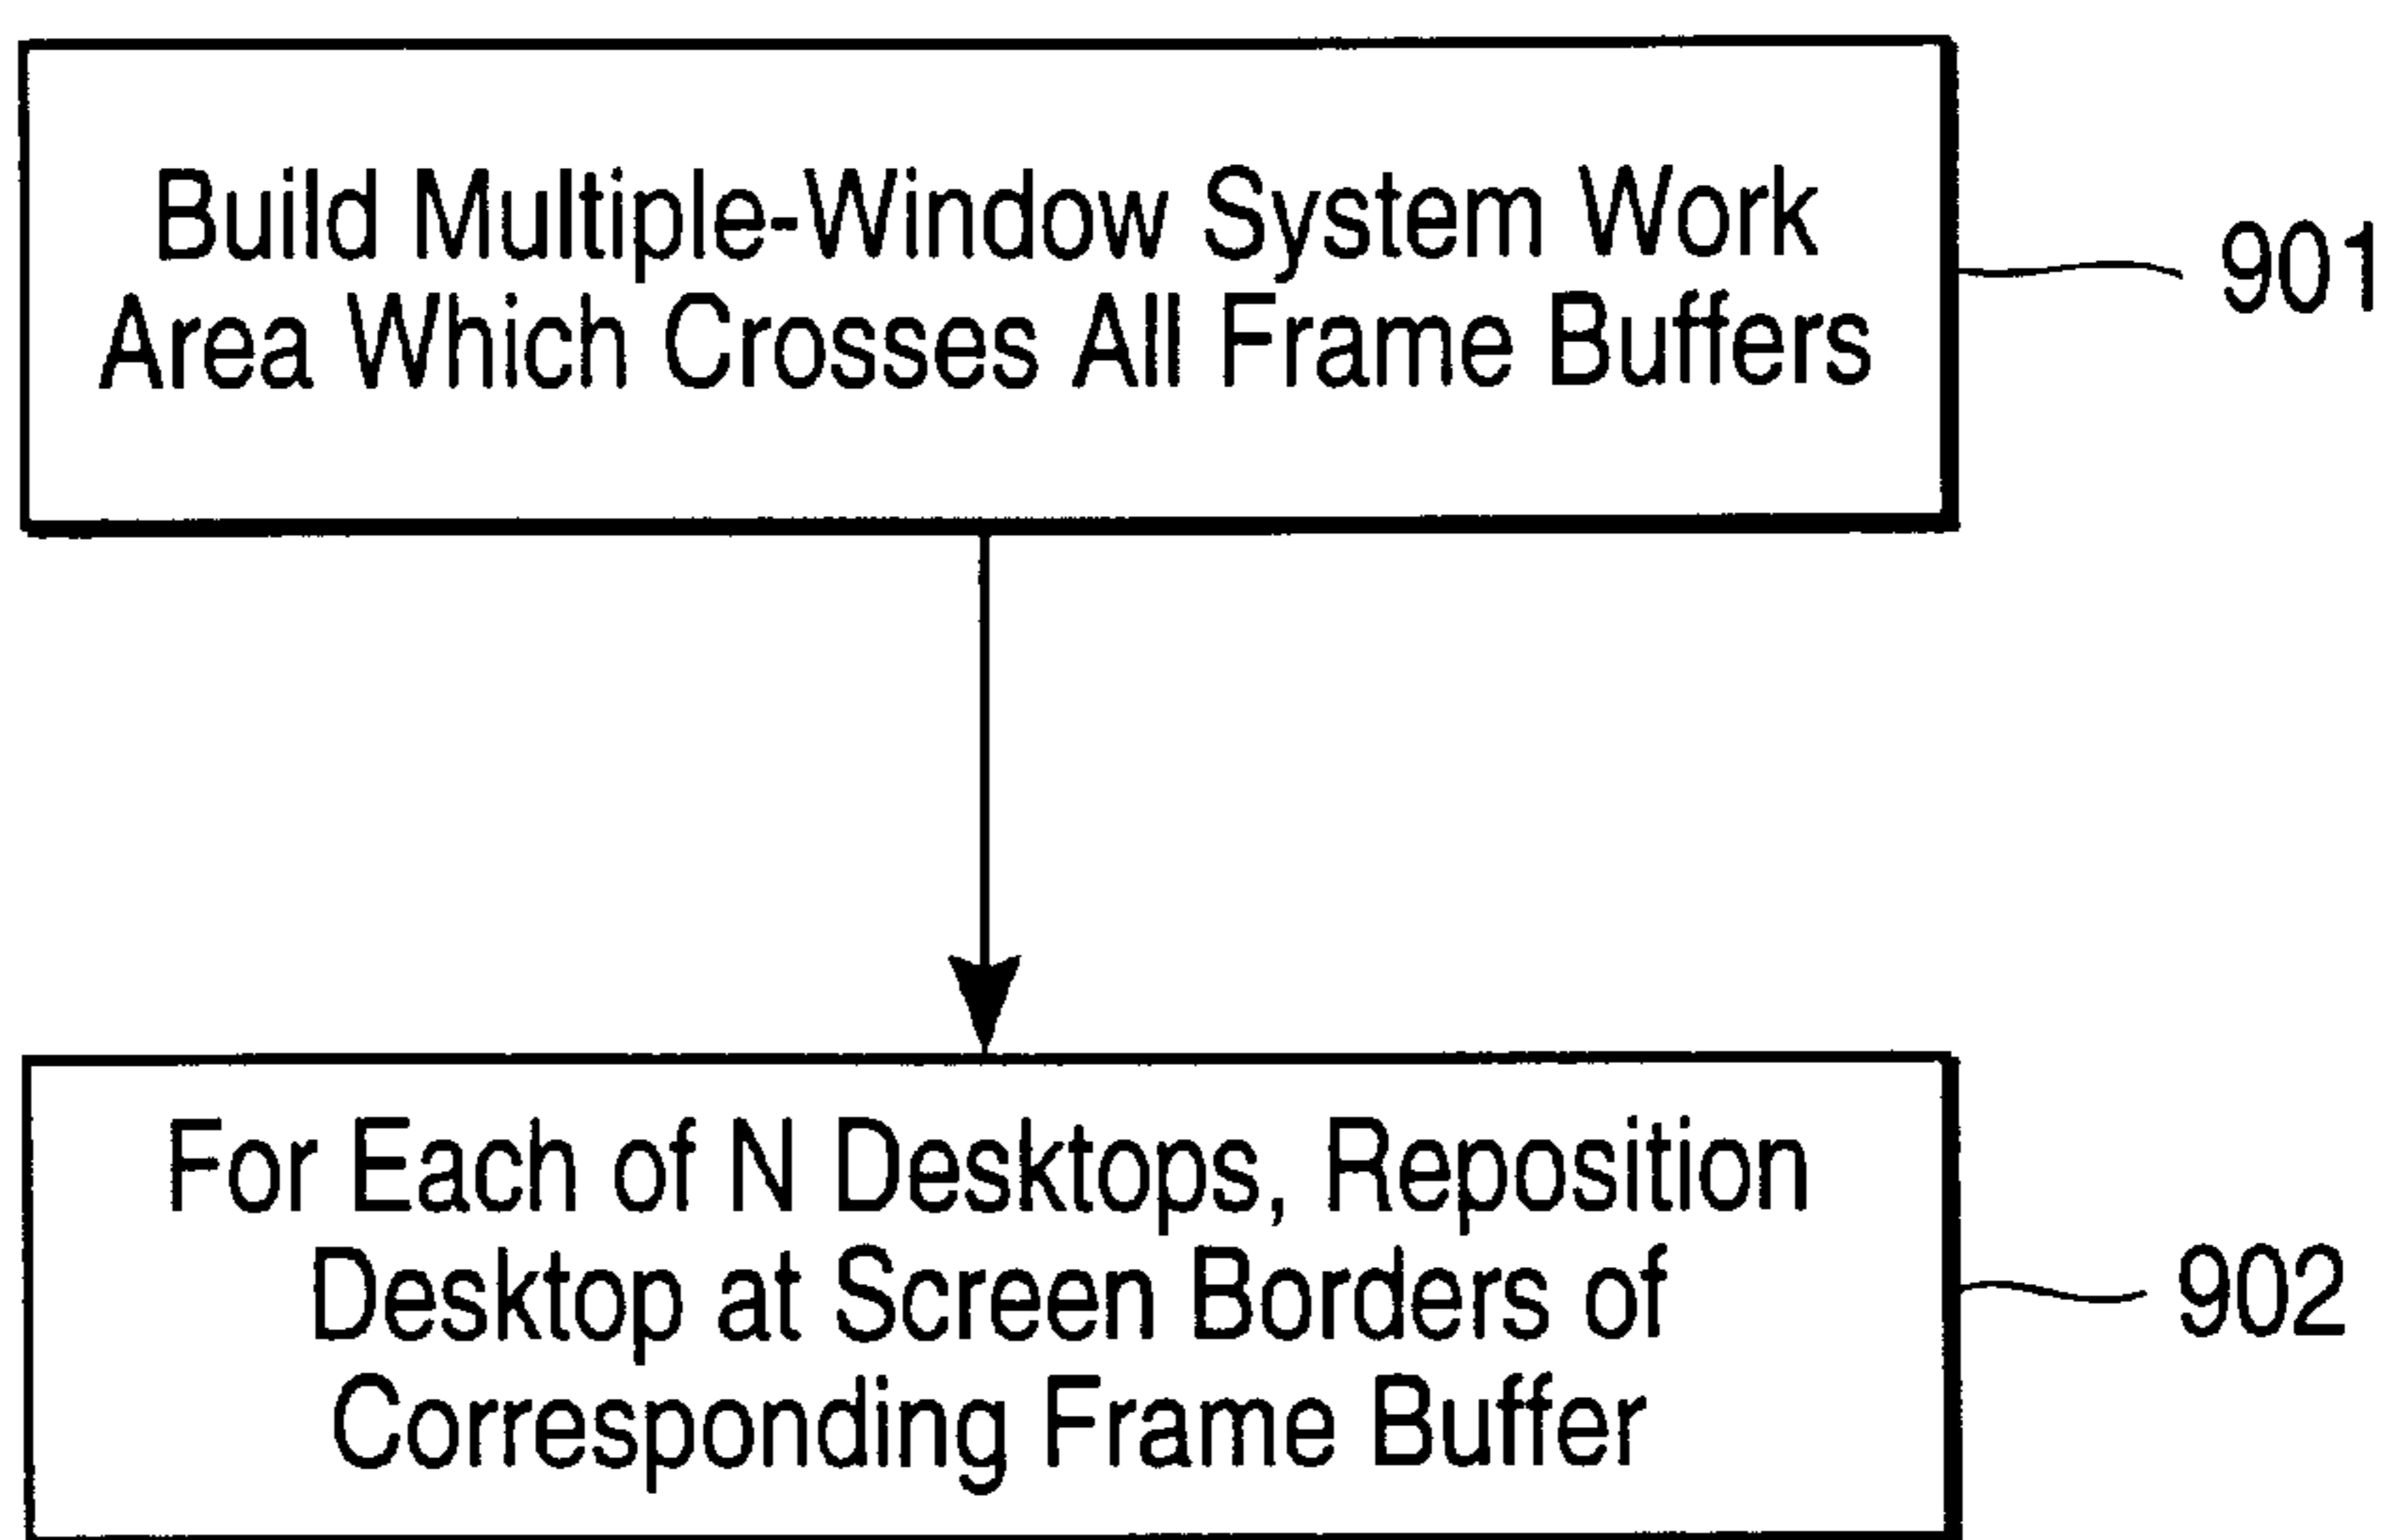 Build Multiple-Window System Work
Area Which Crosses All Frame Buffers
901
For Each of N Desktops, Reposition
Desktop at Screen Borders of
Corresponding Frame Buffer
902